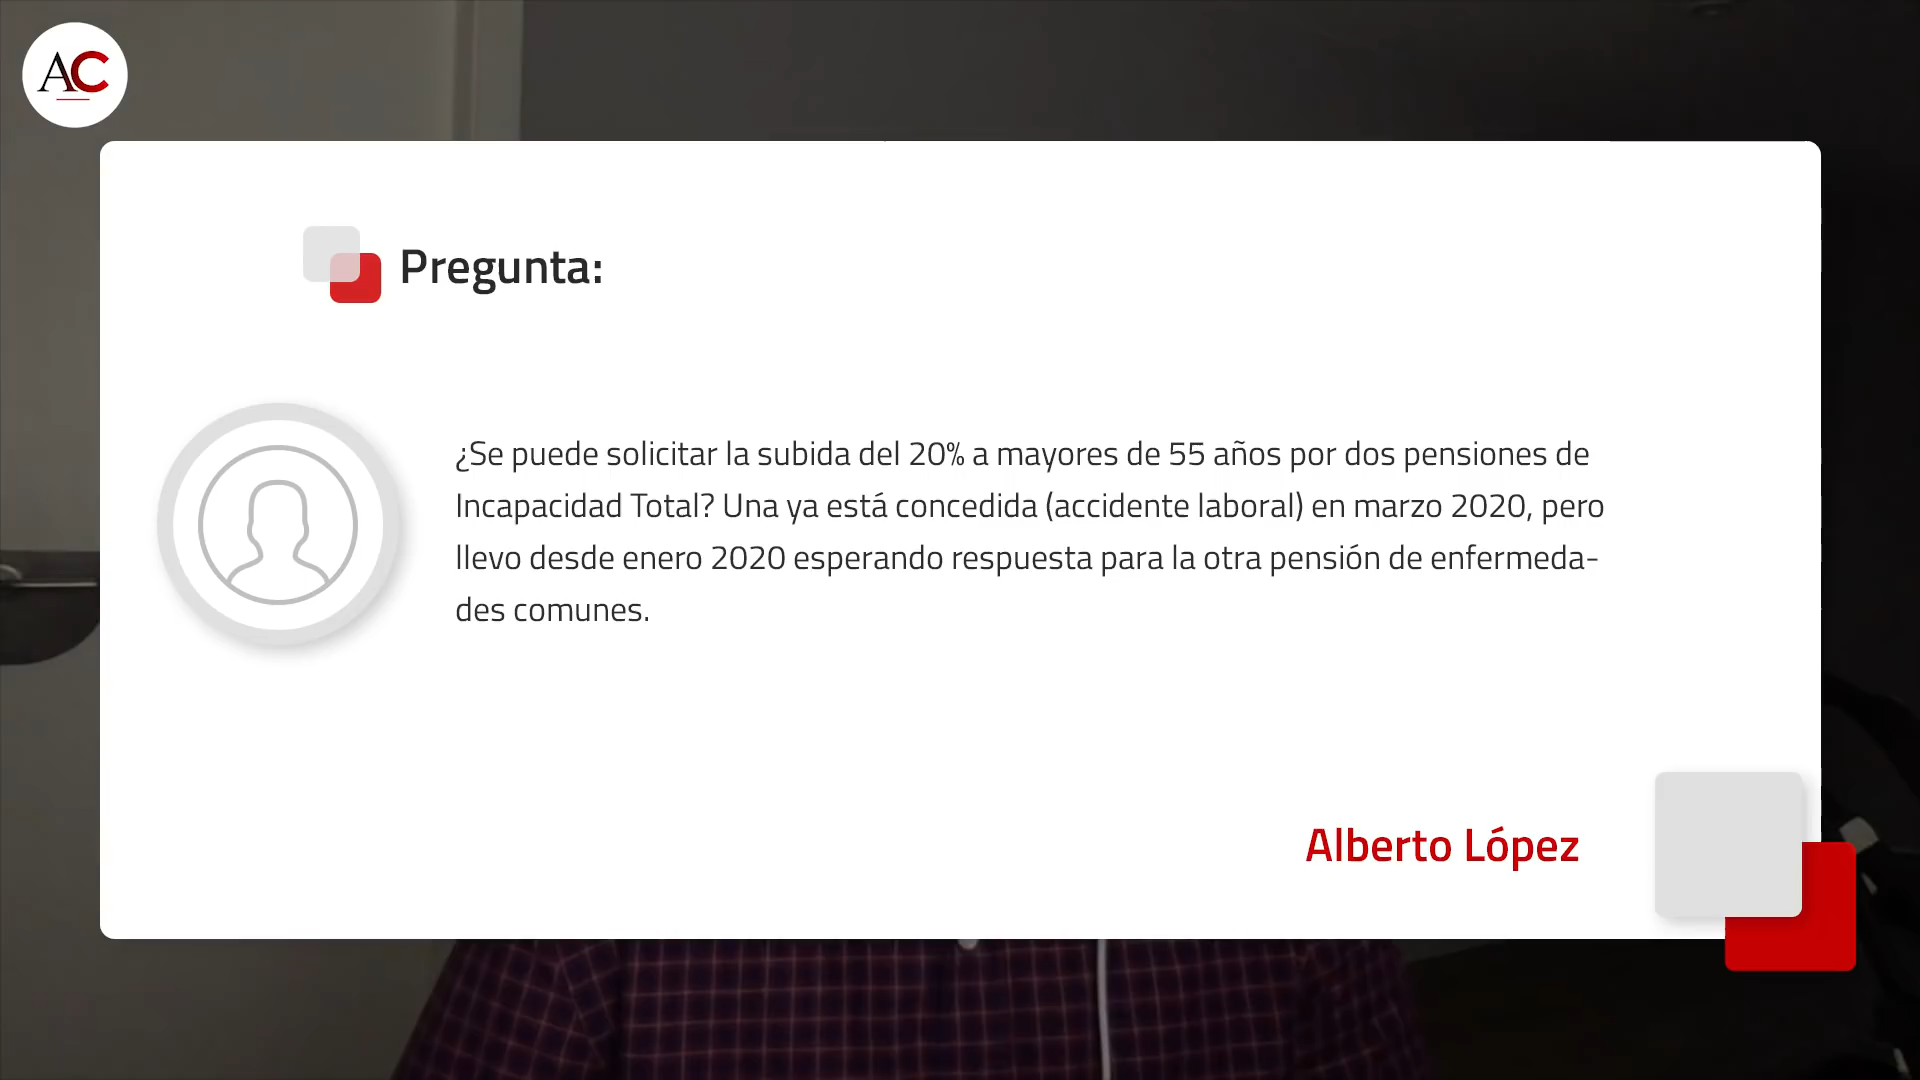 AC
Pregunta:
¿Se puede solicitar la subida del 20% a mayores de 55 años por dos pensiones de
Incapacidad Total? Una ya está concedida (accidente laboral) en marzo 2020, pero
llevo desde enero 2020 esperando respuesta para la otra pensión de enfermeda-
des comunes.
Alberto López